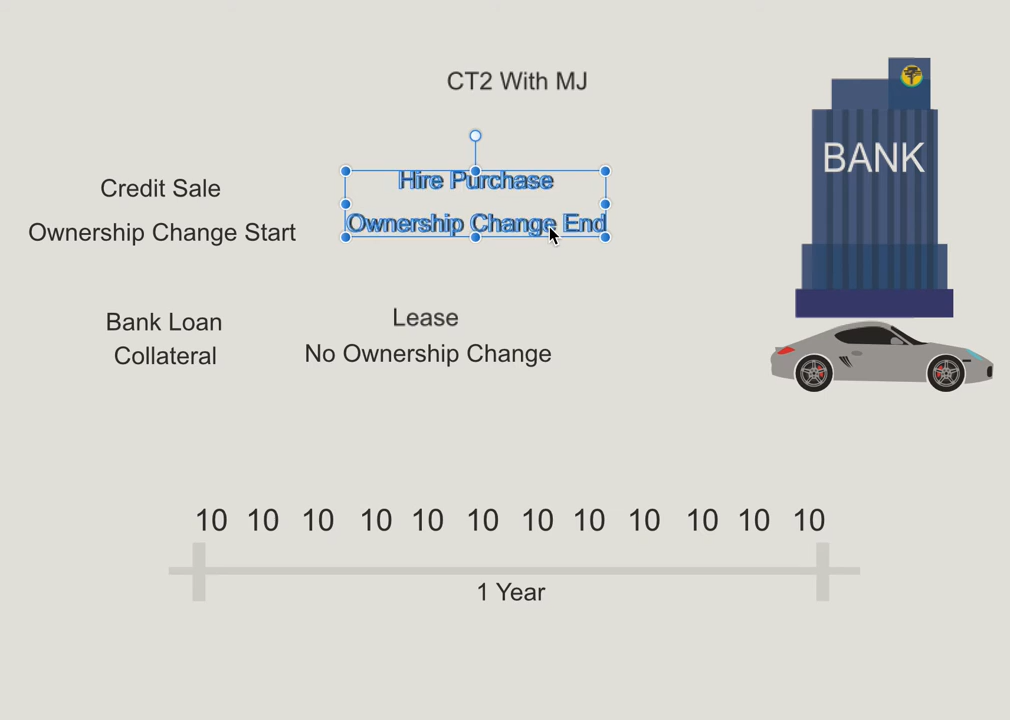 CT2 With MJ
BANK
Credit Sale
Ownership Change Start
Hire Purchase
Ownership Change End
Bank Loan
Collateral
Lease
No Ownership Change
10 10 10 10 10 10 10 10 10 10 10 10
1 Year